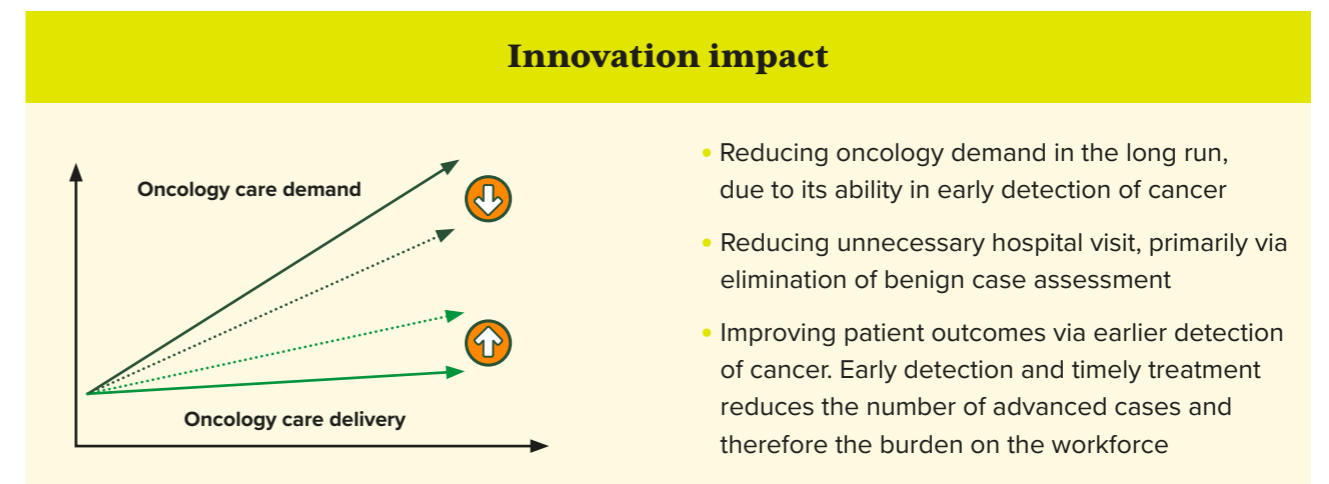 Innovation impact
Oncology care demand
Oncology care delivery
• Reducing oncology demand in the long run,
due to its ability in early detection of cancer
• Reducing unnecessary hospital visit, primarily via
elimination of benign case assessment
• Improving patient outcomes via earlier detection
of cancer. Early detection and timely treatment
reduces the number of advanced cases and
therefore the burden on the workforce